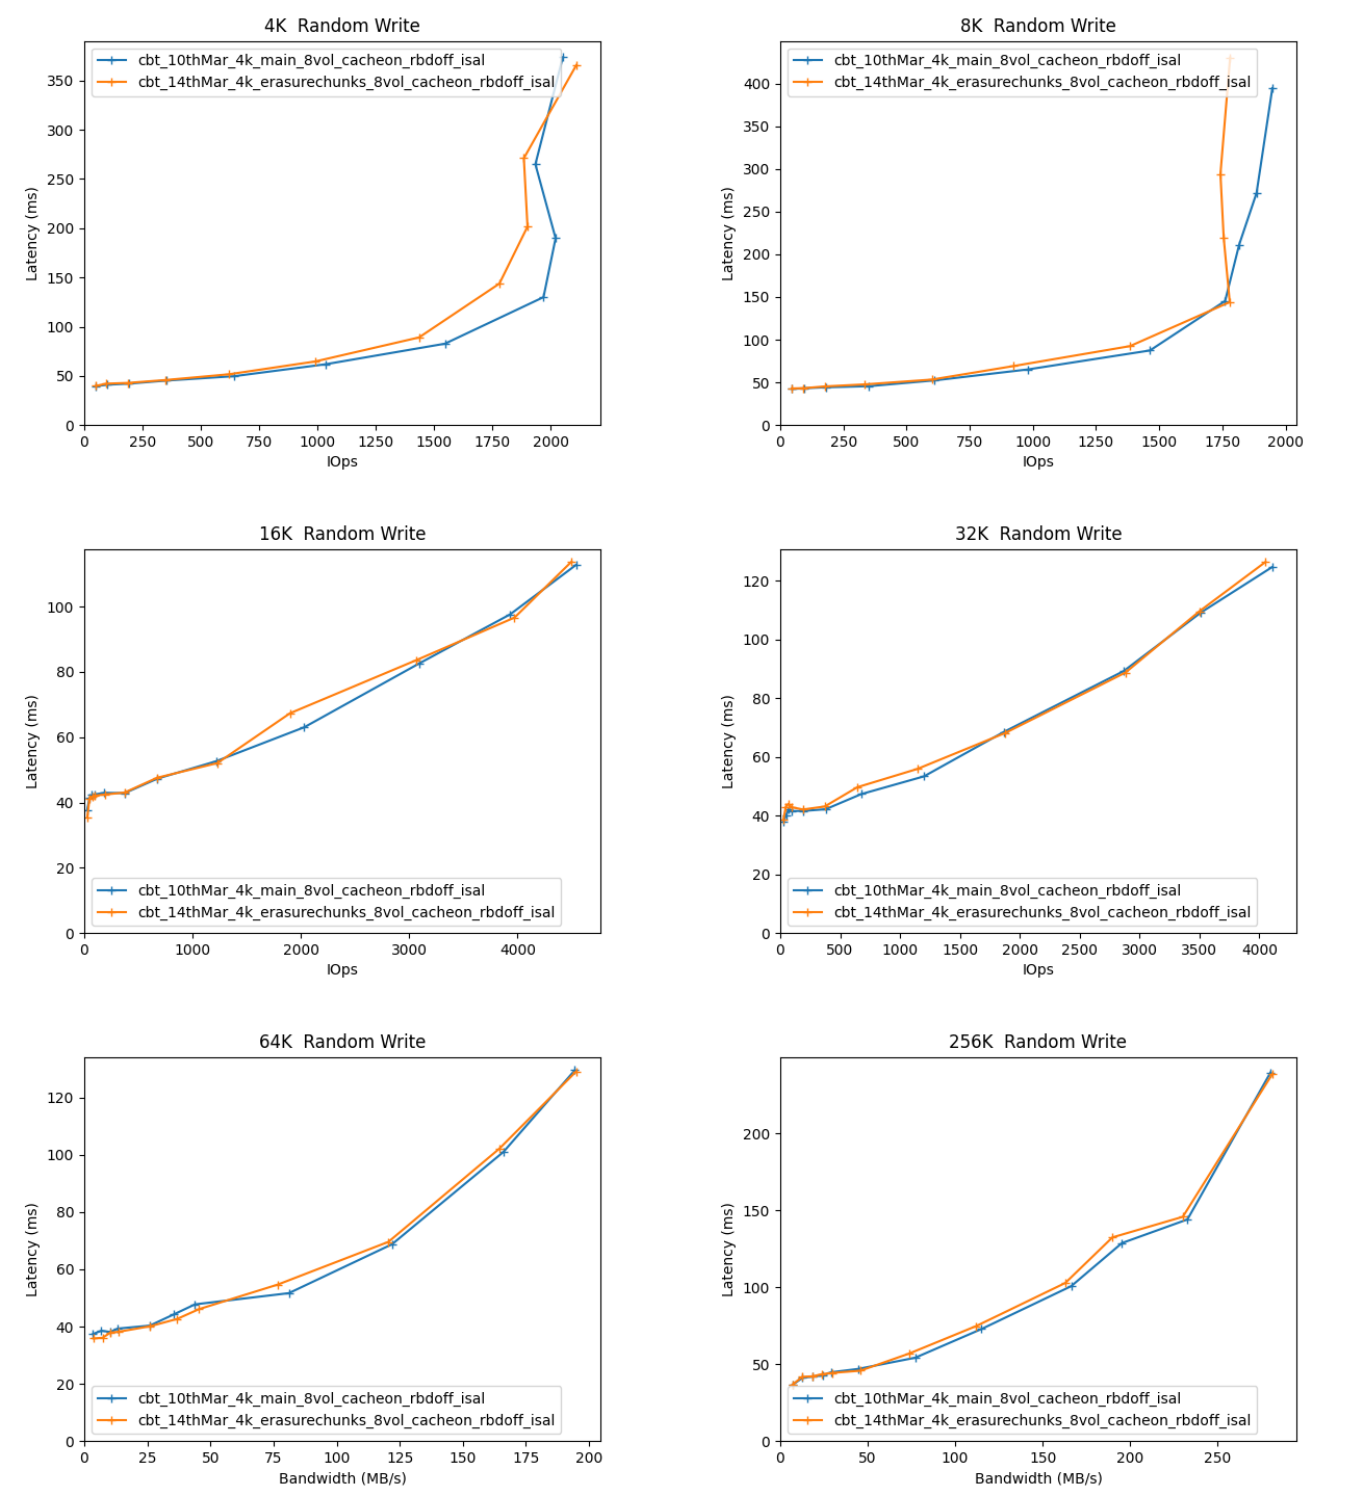 4K  Random Write
cbt_10thMar_4k_main_8vol_cacheon_rbdoff_isal
cbt_14thMar_4k_erasurechunks_8vol_cacheon_rbdoff_isal
350
300
250
200
150
100
50
0
Latency (ms)
0 250 500 750 1000 1250 1500 1750 2000
IOps
8K  Random Write
cbt_10thMar_4k_main_8vol_cacheon_rbdoff_isal
cbt_14thMar_4k_erasurechunks_8vol_cacheon_rbdoff_isal
400
350
300
250
200
150
100
50
0
Latency (ms)
0 250 500 750 1000 1250 1500 1750 2000
IOps
16K  Random Write
100
80
60
40
20
0
Latency (ms)
cbt_10thMar_4k_main_8vol_cacheon_rbdoff_isal
cbt_14thMar_4k_erasurechunks_8vol_cacheon_rbdoff_isal
0 1000 2000 3000 4000
IOps
32K  Random Write
120
100
80
60
40
20
0
Latency (ms)
cbt_10thMar_4k_main_8vol_cacheon_rbdoff_isal
cbt_14thMar_4k_erasurechunks_8vol_cacheon_rbdoff_isal
0 500 1000 1500 2000 2500 3000 3500 4000
IOps
64K  Random Write
120
100
80
60
40
20
0
Latency (ms)
cbt_10thMar_4k_main_8vol_cacheon_rbdoff_isal
cbt_14thMar_4k_erasurechunks_8vol_cacheon_rbdoff_isal
0 25 50 75 100 125 150 175 200
Bandwidth (MB/s)
256K  Random Write
200
150
100
50
0
Latency (ms)
cbt_10thMar_4k_main_8vol_cacheon_rbdoff_isal
cbt_14thMar_4k_erasurechunks_8vol_cacheon_rbdoff_isal
0 50 100 150 200 250
Bandwidth (MB/s)